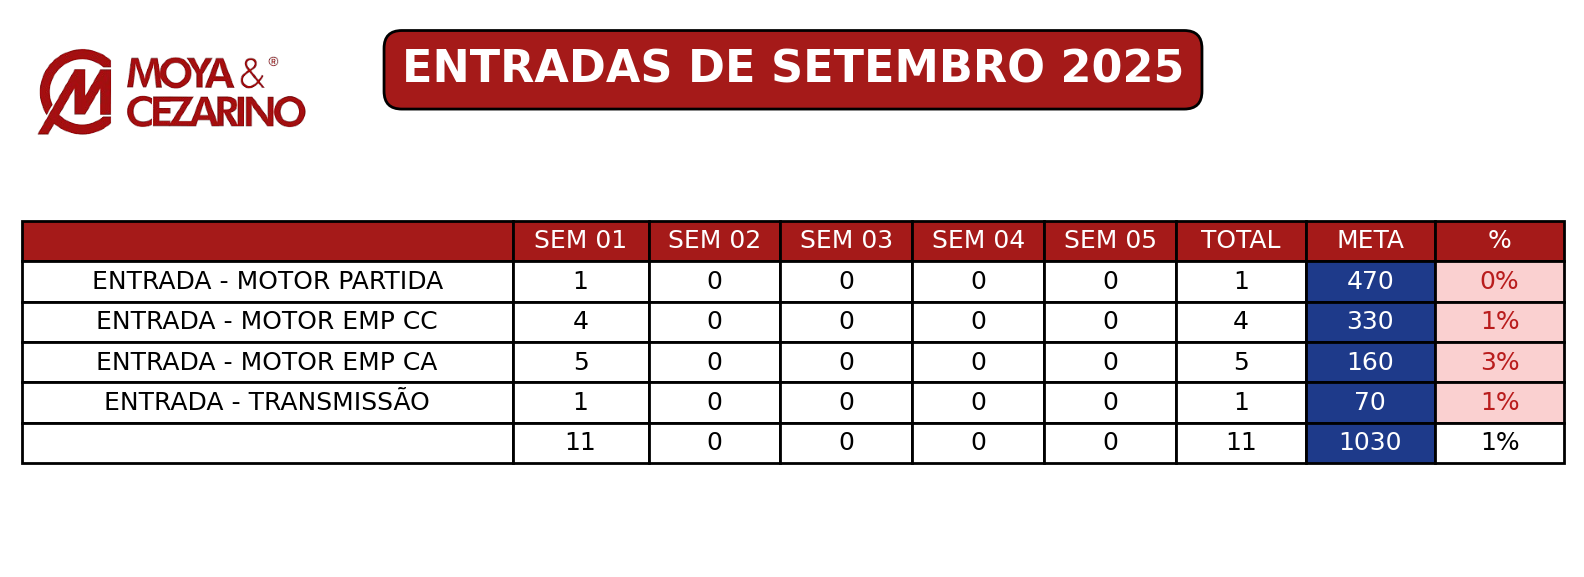 MOYA & ®
CEZARINO
ENTRADAS DE SETEMBRO 2025
SEM 01 SEM 02 SEM 03 SEM 04 SEM 05 TOTAL META %
ENTRADA - MOTOR PARTIDA 1 0 0 0 0 1 470 0%
ENTRADA - MOTOR EMP CC 4 0 0 0 0 4 330 1%
ENTRADA - MOTOR EMP CA 5 0 0 0 0 5 160 3%
ENTRADA - TRANSMISSÃO 1 0 0 0 0 1 70 1%
11 0 0 0 0 11 1030 1%